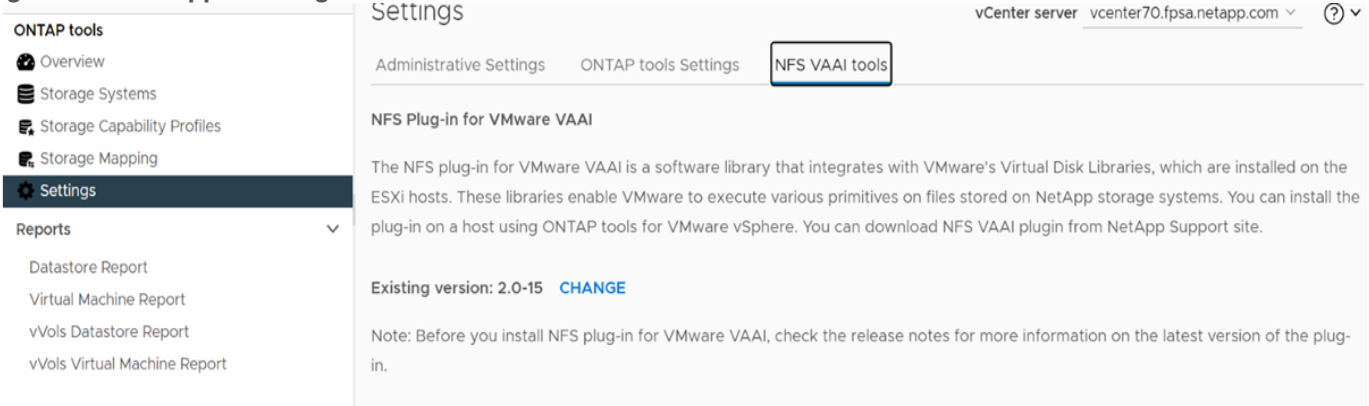 Settings
vCenter server vcenter70.fpsa.netapp.com
ONTAP tools
Overview
Storage Systems
Storage Capability Profiles
Storage Mapping
Settings
Reports
Datastore Report
Virtual Machine Report
vVols Datastore Report
vVols Virtual Machine Report
Administrative Settings ONTAP tools Settings NFS VAAI tools
NFS Plug-in for VMware VAAI
The NFS plug-in for VMware VAAI is a software library that integrates with VMware's Virtual Disk Libraries, which are installed on the
ESXi hosts. These libraries enable VMware to execute various primitives on files stored on NetApp storage systems. You can install the
plug-in on a host using ONTAP tools for VMware vSphere. You can download NFS VAAI plugin from NetApp Support site.
Existing version: 2.0-15 CHANGE
Note: Before you install NFS plug-in for VMware VAAI, check the release notes for more information on the latest version of the plug-
in.